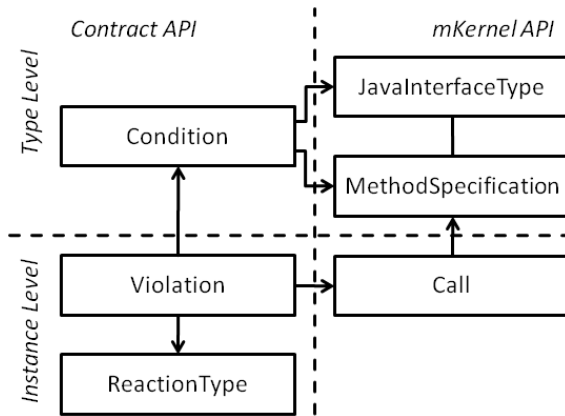 Contract API
mKernel API
Type Level
JavaInterfaceType
Condition
MethodSpecification
Instance Level
Violation
Call
ReactionType